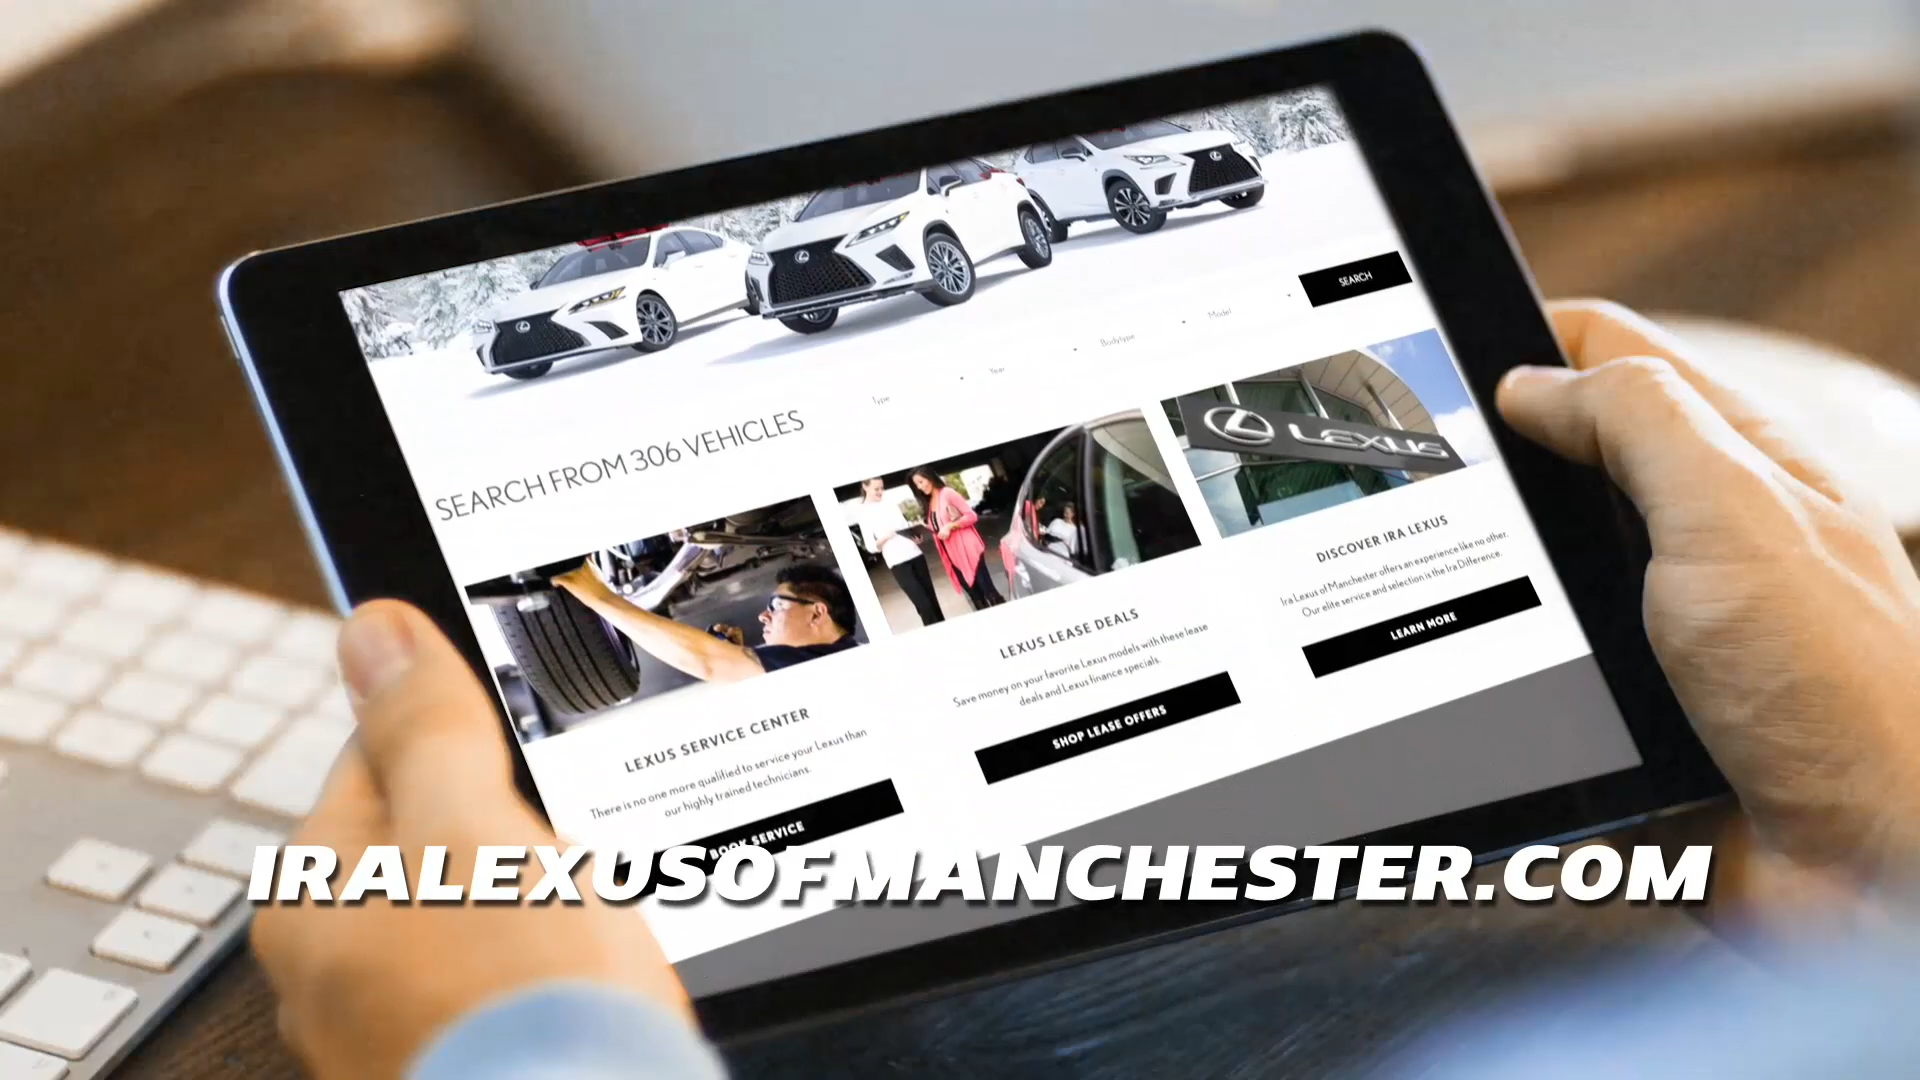 SEARCH
Type
Year
Bodytype
Model
SEARCH FROM 306 VEHICLES
LEXUS
LEXUS SERVICE CENTER
There is no one more qualified to service your Lexus than
our highly trained technicians.
BOOK SERVICE
LEXUS LEASE DEALS
Save money on your favorite Lexus models with these lease
deals and Lexus finance specials.
SHOP LEASE OFFERS
DISCOVER IRA LEXUS
Ira Lexus of Manchester offers an experience like no other.
Our elite service and selection is the Ira Difference.
LEARN MORE
IRALEXUSOFMANCHESTER.COM